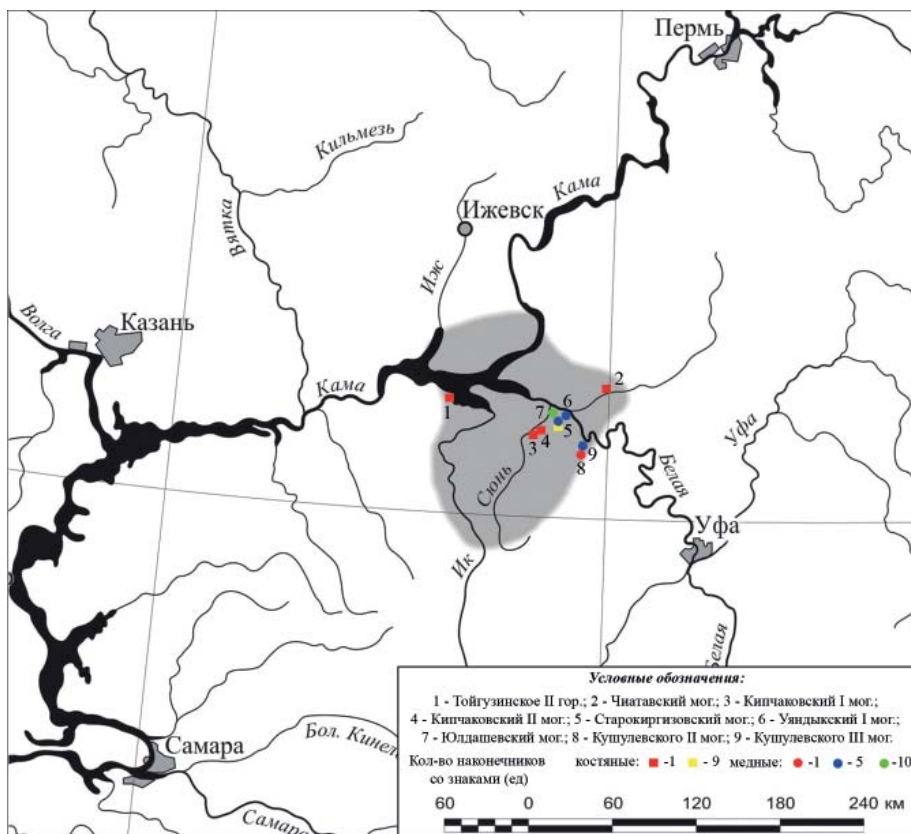 Пермь
Кильмезь
Кама
Вятка
Ижевск
Иж
Волга
Казань
Кама
1
2
7
6
5
3
4
9
8
Уфа
Сюнь
Белая
Уфа
Ик
Белая
Самара
Бол. Кинель
Самара
Условные обозначения:
1 - Тойгузинское II гор.; 2 - Чиатавский мог.; 3 - Кипчаковский I мог.;
4 - Кипчаковский II мог.; 5 - Старокиргизовский мог.; 6 - Уяндыкский I мог.;
7 - Юлдашевский мог.; 8 - Кушулевского II мог.; 9 - Кушулевского III мог.
Кол-во наконечников костяные: -1 - 9 медные: -1 - 5 -10
со знаками (ед)
60 0 60 120 180 240 км